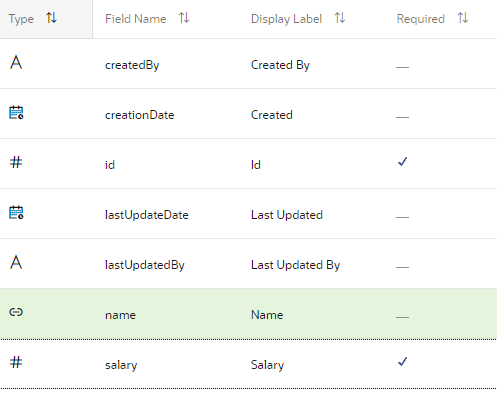 Type Field Name Display Label Required
A createdBy Created By —
creationDate Created —
# id Id ✓
lastUpdateDate Last Updated —
A lastUpdatedBy Last Updated By —
name Name —
# salary Salary ✓